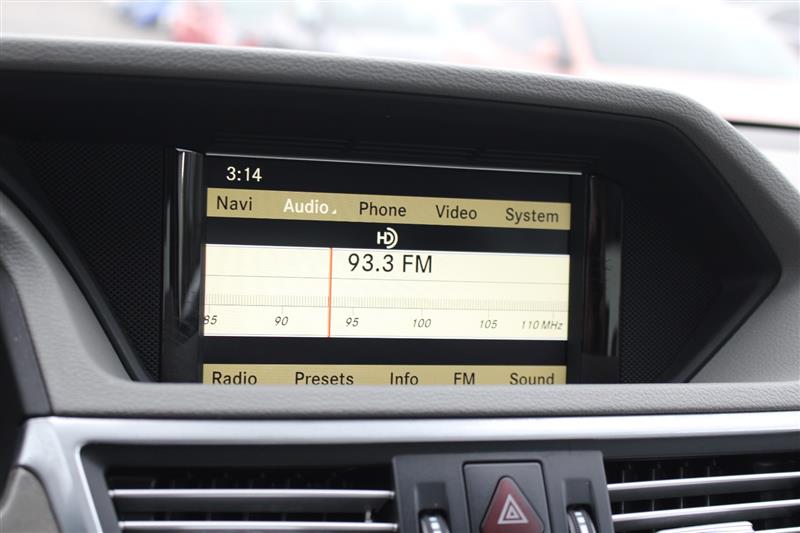 3:14
Navi Audio Phone Video System
HD
93.3 FM
85 90 95 100 105 110 MHz
Radio Presets Info FM Sound